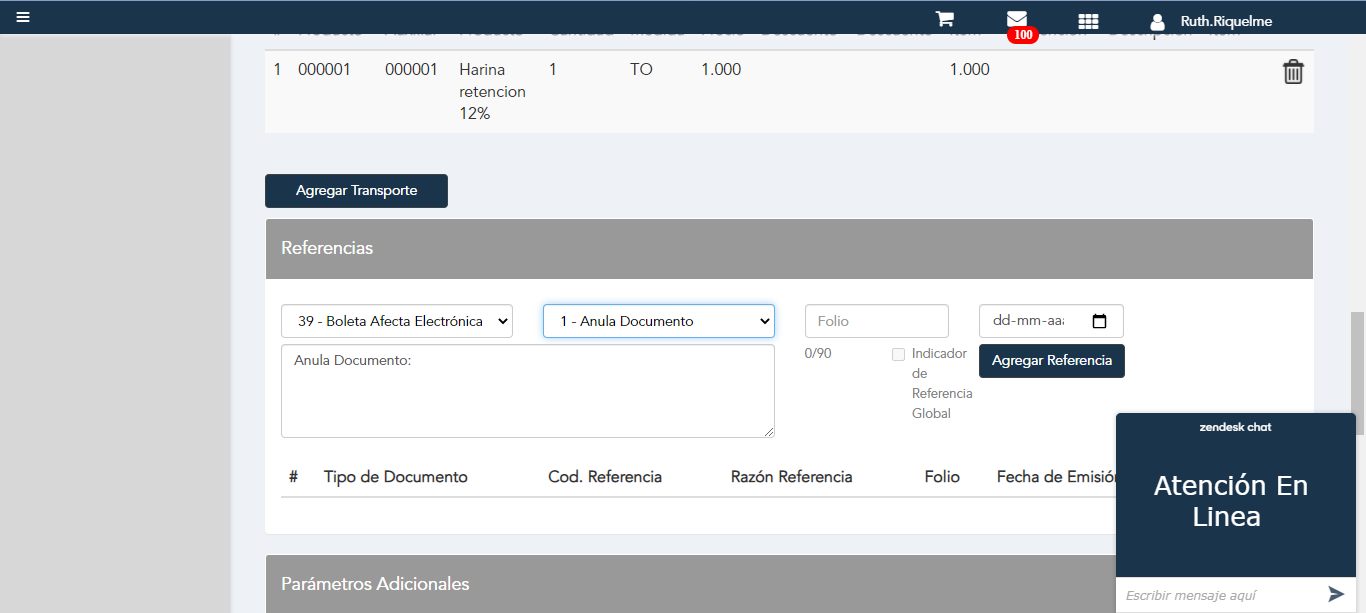 Ruth.Riquelme
100
1 000001 000001 Harina retencion 12% 1 TO 1.000 1.000
Agregar Transporte
Referencias
39 - Boleta Afecta Electrónica 1 - Anula Documento Folio dd-mm-aa
Anula Documento: 0/90 Indicador de Referencia Global Agregar Referencia
# Tipo de Documento Cod. Referencia Razón Referencia Folio Fecha de Emisión
Parámetros Adicionales
zendesk chat
Atención En
Linea
Escribir mensaje aquí